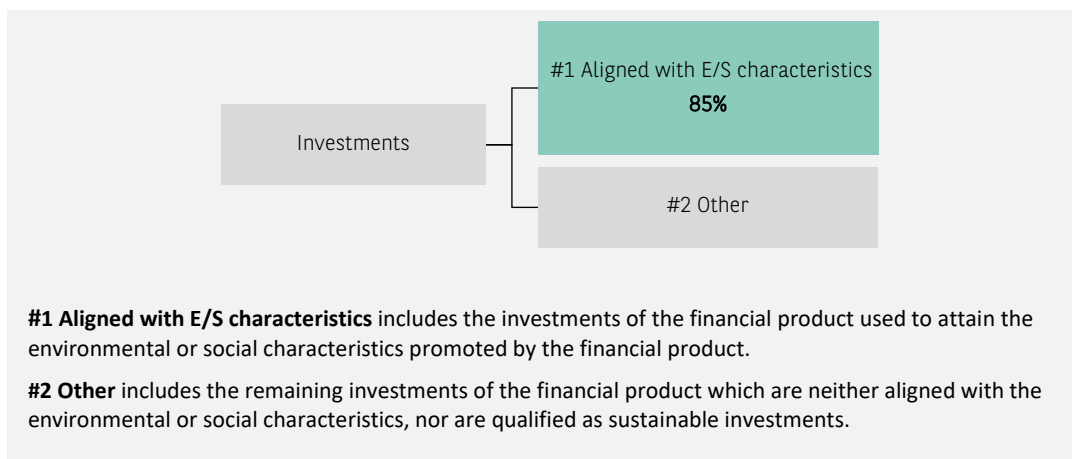 #1 Aligned with E/S characteristics
85%
Investments
#2 Other
#1 Aligned with E/S characteristics includes the investments of the financial product used to attain the
environmental or social characteristics promoted by the financial product.
#2 Other includes the remaining investments of the financial product which are neither aligned with the
environmental or social characteristics, nor are qualified as sustainable investments.